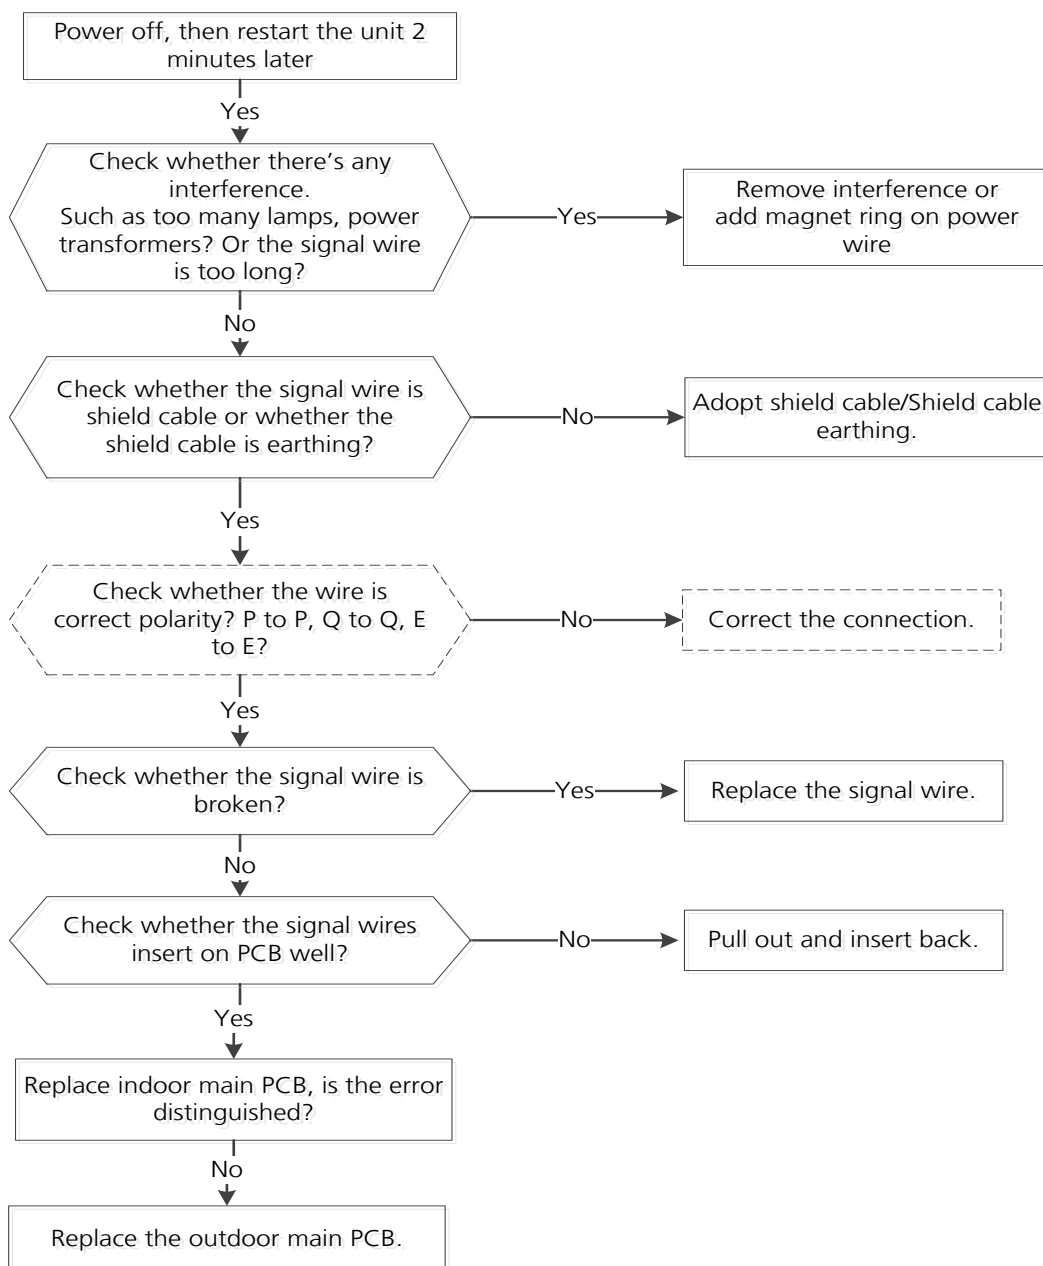 Power off, then restart the unit 2
minutes later
Yes
Check whether there's any
interference.
Such as too many lamps, power
transformers? Or the signal wire
is too long?
Yes
Remove interference or
add magnet ring on power
wire
No
Check whether the signal wire is
shield cable or whether the
shield cable is earthing?
No
Adopt shield cable/Shield cable
earthing.
Yes
Check whether the wire is
correct polarity? P to P, Q to Q, E
to E?
No
Correct the connection.
Yes
Check whether the signal wire is
broken?
Yes
Replace the signal wire.
No
Check whether the signal wires
insert on PCB well?
No
Pull out and insert back.
Yes
Replace indoor main PCB, is the error
distinguished?
No
Replace the outdoor main PCB.